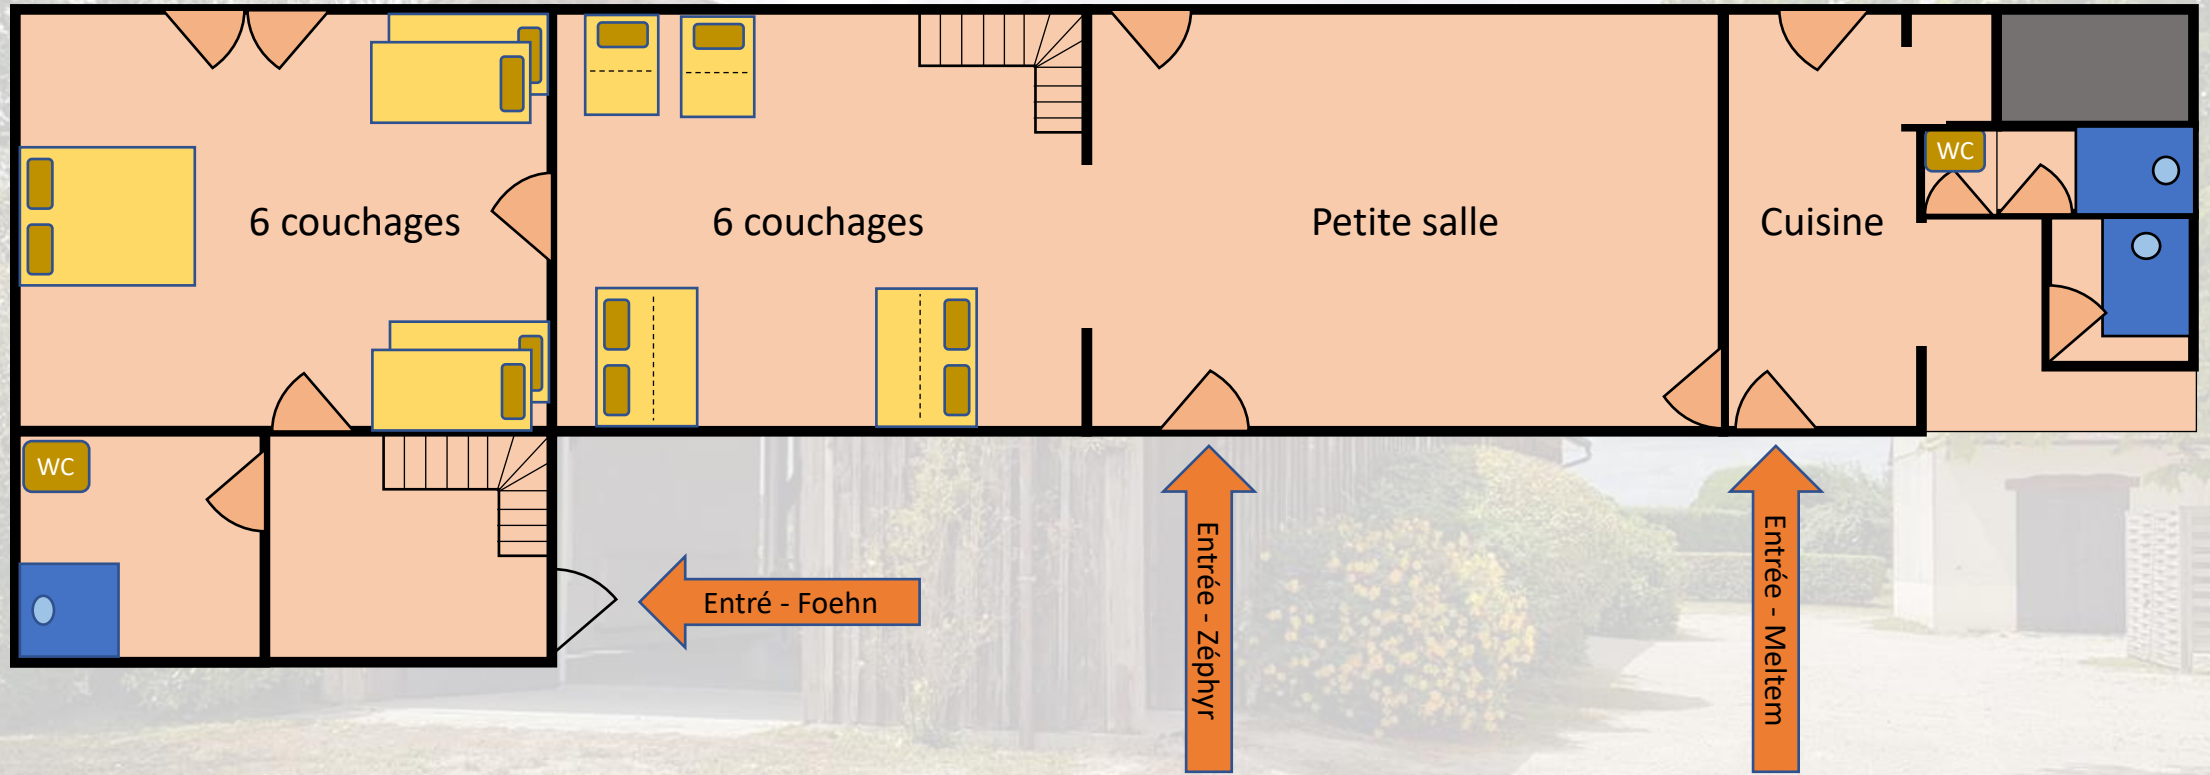 6 couchages
6 couchages
Petite salle
Cuisine
WC
WC
Entré - Foehn
Entrée - Zéphyr
Entrée - Meltem